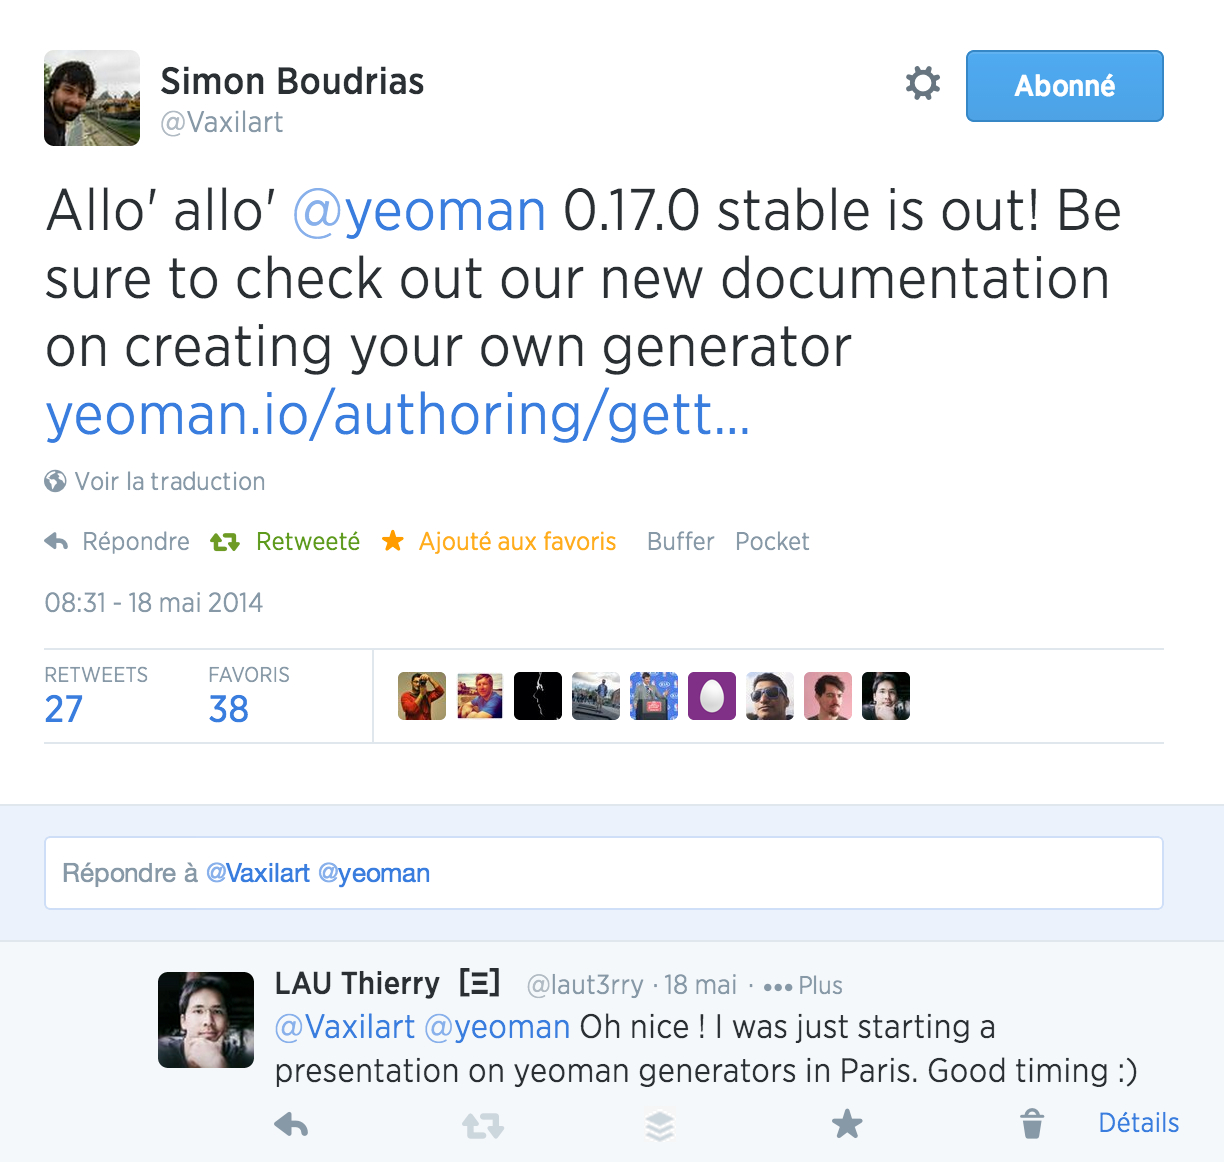 Simon Boudrias
@Vaxilart
Abonné
Allo' allo' @yeoman 0.17.0 stable is out! Be
sure to check out our new documentation
on creating your own generator
yeoman.io/authoring/gett...
Voir la traduction
Répondre Retweeté Ajouté aux favoris Buffer Pocket
08:31 - 18 mai 2014
RETWEETS FAVORIS
27 38
Répondre à @Vaxilart @yeoman
LAU Thierry [Ξ] @laut3rry · 18 mai · ••• Plus
@Vaxilart @yeoman Oh nice ! I was just starting a
presentation on yeoman generators in Paris. Good timing :)
Détails